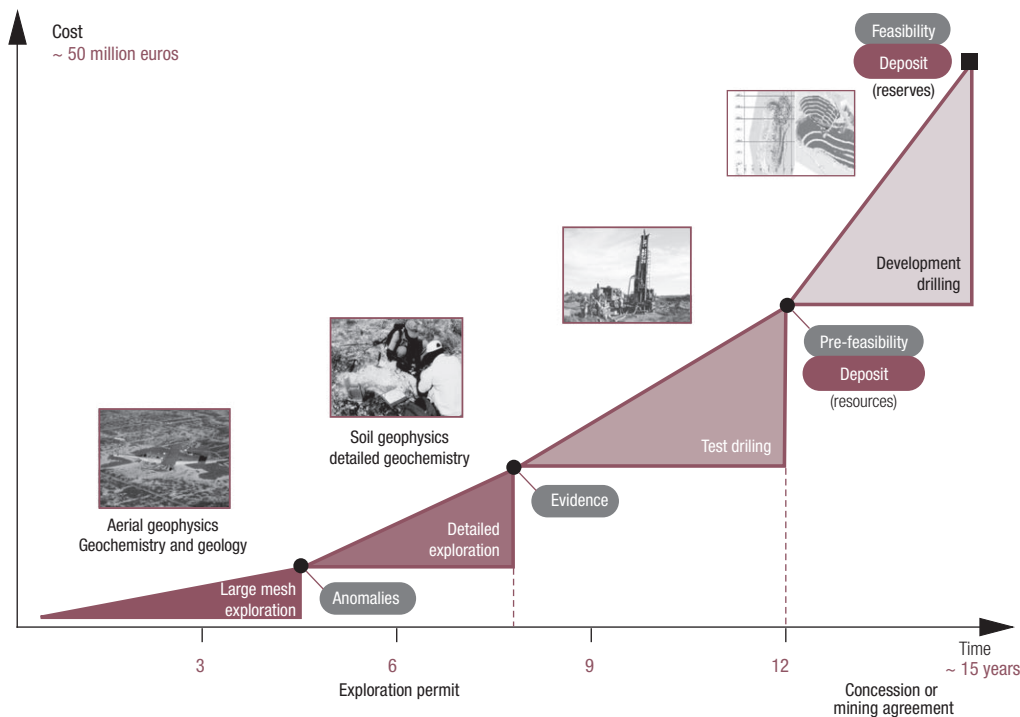 Cost
~ 50 million euros
Feasibility
Deposit
(reserves)
Development
drilling
Pre-feasibility
Deposit
(resources)
Test driling
Soil geophysics
detailed geochemistry
Evidence
Aerial geophysics
Geochemistry and geology
Detailed
exploration
Large mesh
exploration
Anomalies
Time
~ 15 years
3
6
9
12
Exploration permit
Concession or
mining agreement